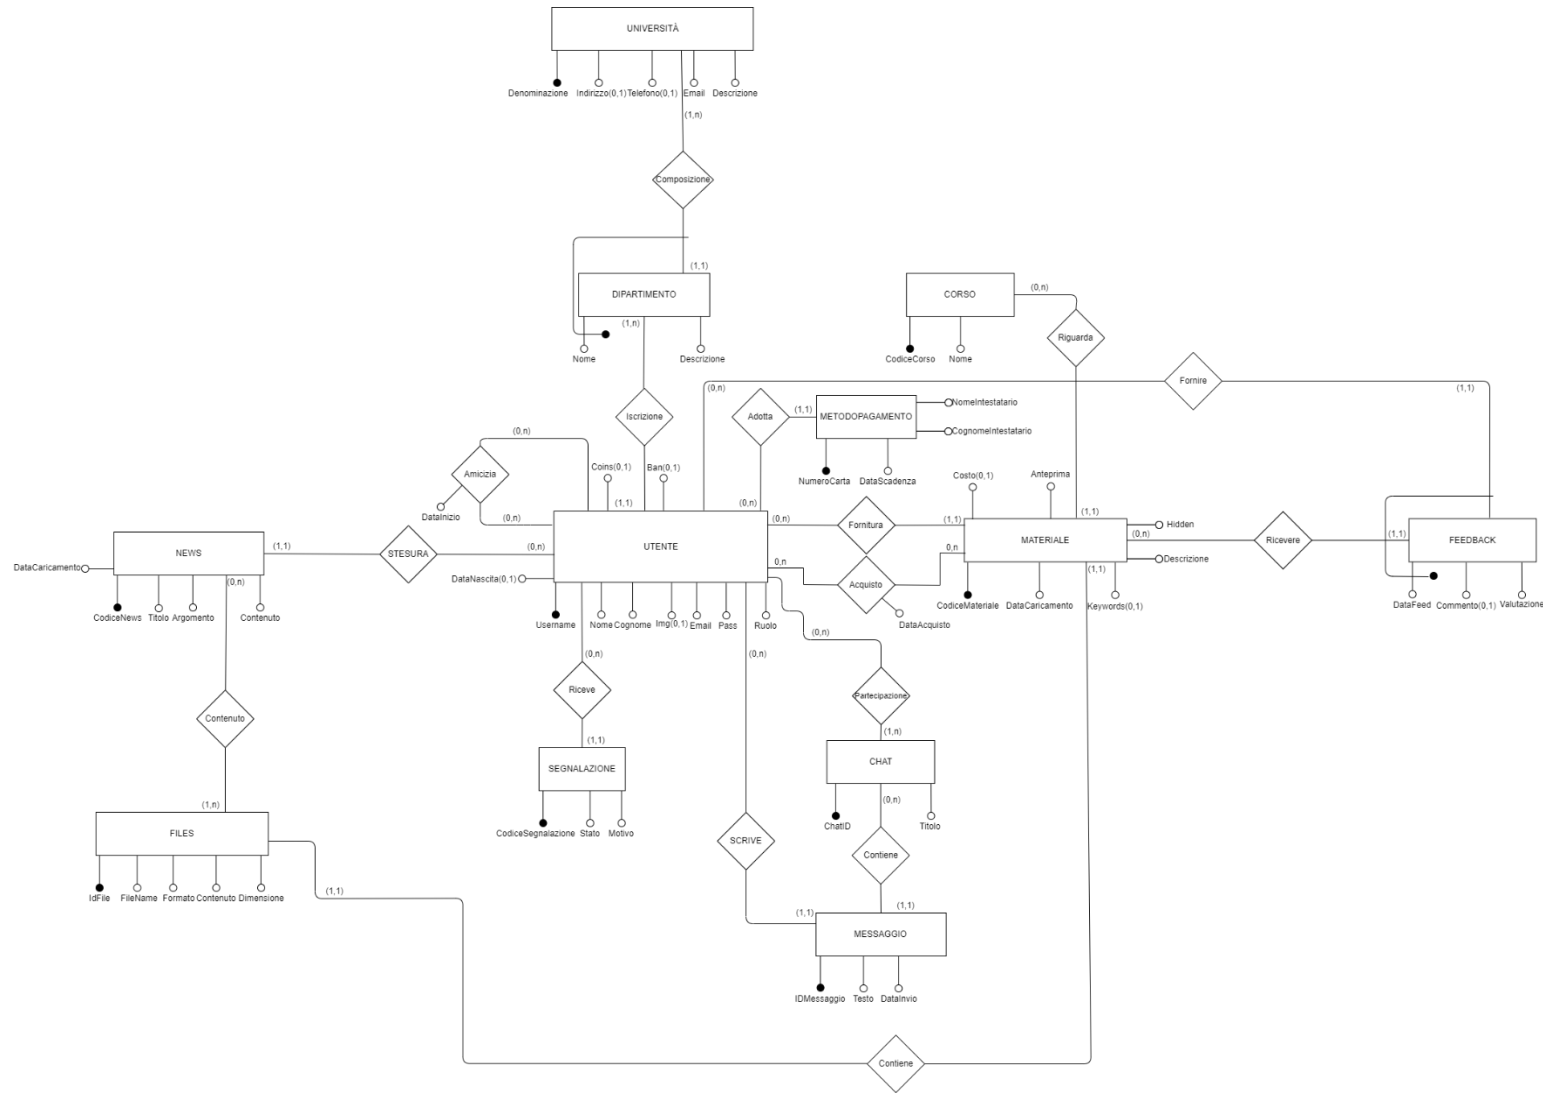 UNIVERSITÀ
Denominazione
Indirizzo(0,1)
Telefono(0,1)
Email
Descrizione
(1,n)
Composizione
(1,1)
DIPARTIMENTO
(1,n)
Nome
Descrizione
CORSO
(0,n)
CodiceCorso
Nome
Riguarda
Iscrizione
(0,n)
Adotta
(1,1)
METODOPAGAMENTO
NomeIntestatario
CognomeIntestatario
NumeroCarta
DataScadenza
Fornire
(1,1)
(0,n)
Amicizia
DataInizio
(0,n)
Coins(0,1)
Ban(0,1)
(1,1)
(0,n)
Costo(0,1)
Anteprima
(1,1)
NEWS
(1,1)
STESURA
(0,n)
UTENTE
(0,n)
Fornitura
(1,1)
MATERIALE
Hidden
(0,n)
Descrizione
Ricevere
(1,1)
FEEDBACK
DataCaricamento
CodiceNews
Titolo
Argomento
(0,n)
Contenuto
DataNascita(0,1)
Username
Nome
Cognome
Img(0,1)
Email
Pass
Ruolo
0,n
Acquisto
0,n
DataAcquisto
CodiceMateriale
DataCaricamento
(1,1)
Keywords(0,1)
DataFeed
Commento(0,1)
Valutazione
(0,n)
(0,n)
(0,n)
Riceve
Partecipazione
Contenuto
(1,1)
SEGNALAZIONE
(1,n)
CHAT
(0,n)
CodiceSegnalazione
Stato
Motivo
ChatID
Titolo
(1,n)
FILES
SCRIVE
Contiene
IdFile
FileName
Formato
Contenuto
Dimensione
(1,1)
(1,1)
(1,1)
MESSAGGIO
IDMessaggio
Testo
DataInvio
Contiene